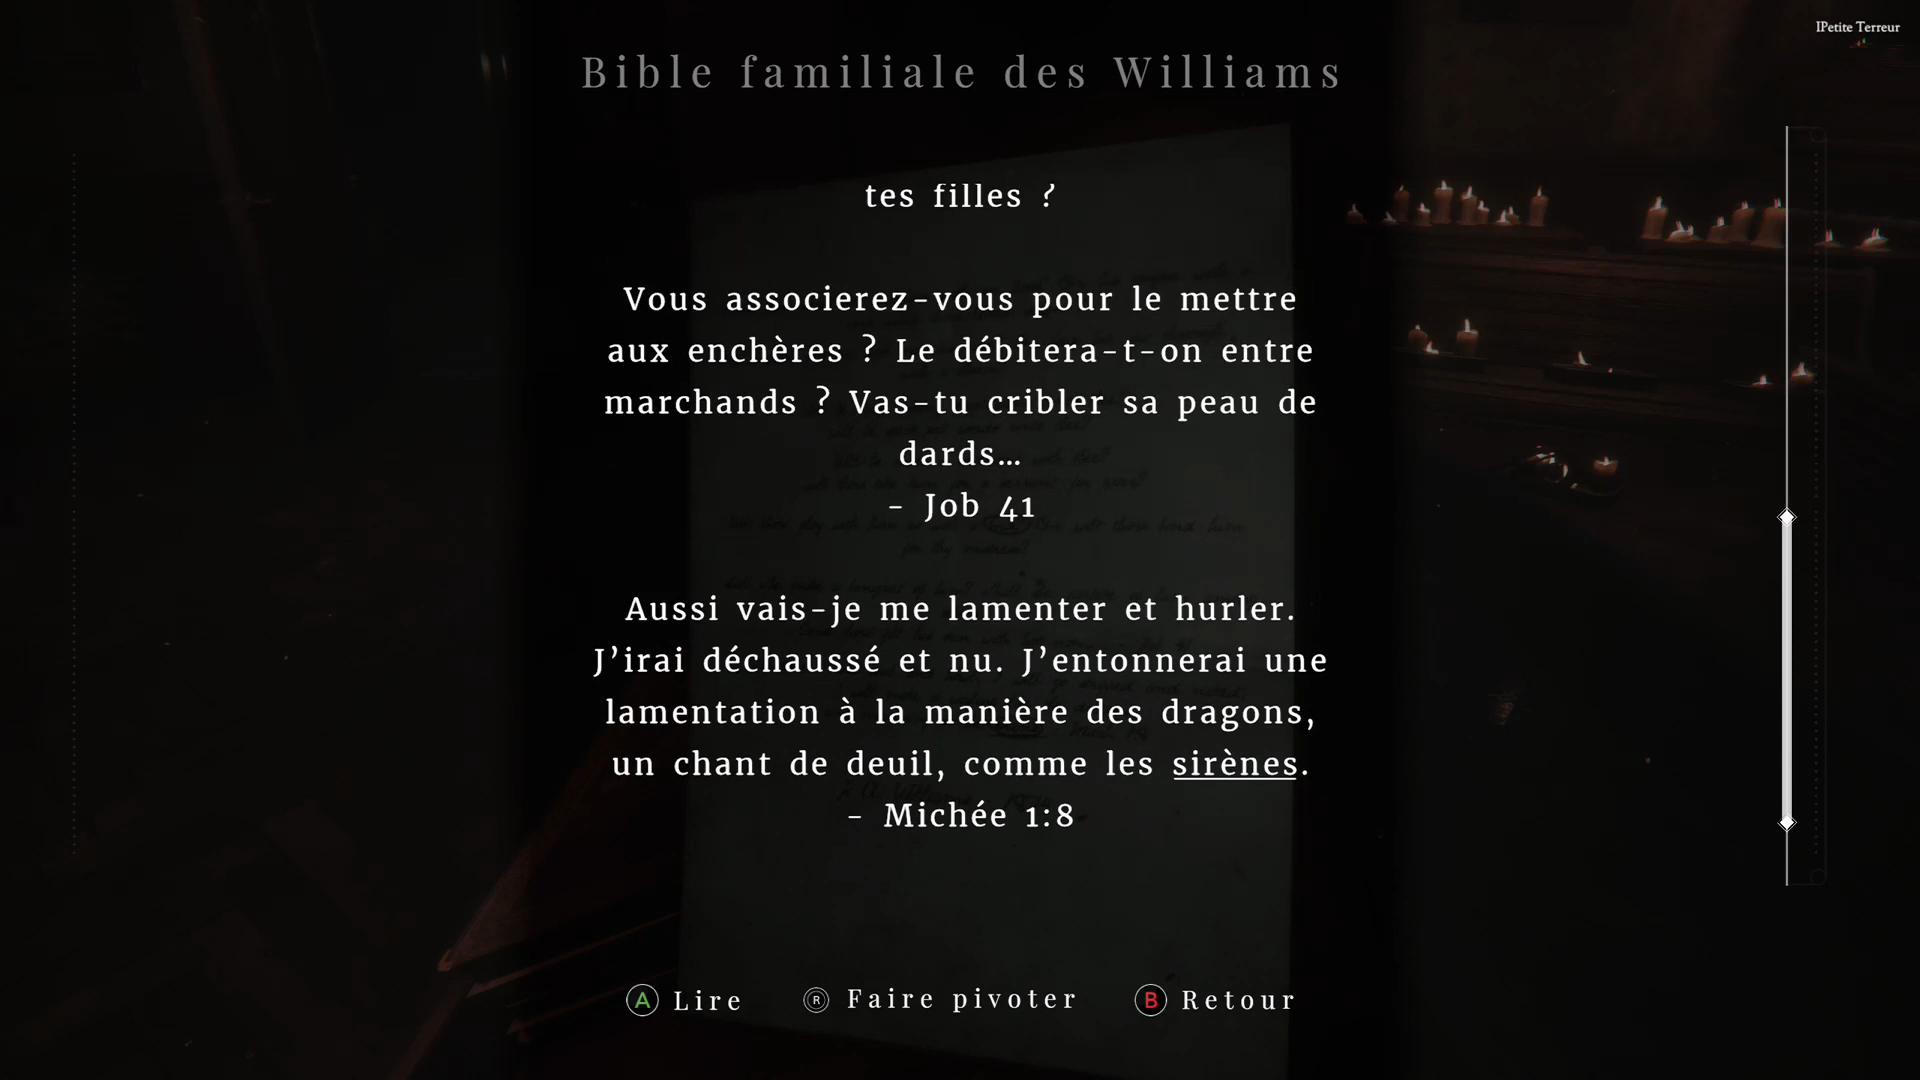 IPetite Terreur
Bible familiale des Williams
tes filles ?
Vous associerez-vous pour le mettre
aux enchères ? Le débitera-t-on entre
marchands ? Vas-tu cribler sa peau de
dards…
- Job 41
Aussi vais-je me lamenter et hurler.
J’irai déchaussé et nu. J’entonnerai une
lamentation à la manière des dragons,
un chant de deuil, comme les sirènes.
- Michée 1:8
A Lire R Faire pivoter B Retour